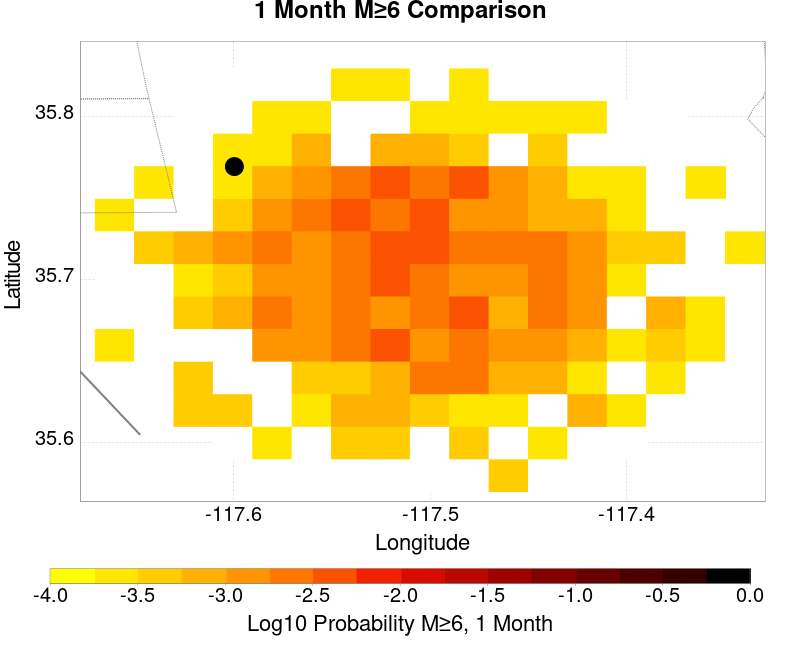 1 Month M≥6 Comparison
35.8
35.7
35.6
Latitude
-117.6 -117.5 -117.4
Longitude
-4.0 -3.5 -3.0 -2.5 -2.0 -1.5 -1.0 -0.5 0.0
Log10 Probability M≥6, 1 Month